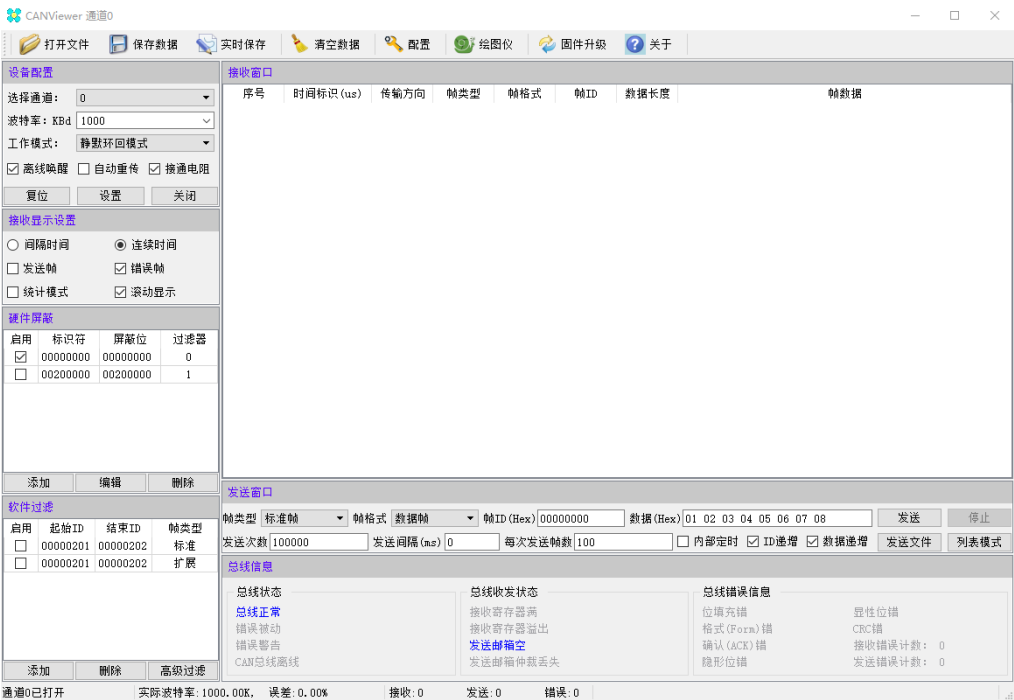 CANViewer 通道0
打开文件 保存数据 实时保存 清空数据 配置 绘图仪 固件升级 关于
设备配置
选择通道: 0
波特率: KBd 1000
工作模式: 静默环回模式
离线唤醒 自动重传 接通电阻
复位 设置 关闭
接收显示设置
间隔时间 连续时间
发送帧 错误帧
统计模式 滚动显示
硬件屏蔽
启用 标识符 屏蔽位 过滤器
00000000 00000000 0
00200000 00200000 1
添加 编辑 删除
软件过滤
启用 起始ID 结束ID 帧类型
00000201 00000202 标准
00000201 00000202 扩展
添加 删除 高级过滤
接收窗口
序号 时间标识(us) 传输方向 帧类型 帧格式 帧ID 数据长度 帧数据
发送窗口
帧类型 标准帧 帧格式 数据帧 帧ID(Hex) 00000000 数据(Hex) 01 02 03 04 05 06 07 08 发送 停止
发送次数 100000 发送间隔(ms) 0 每次发送帧数 100 内部定时 ID递增 数据递增 发送文件 列表模式
总线信息
总线状态
总线正常
错误被动
错误警告
CAN总线离线
总线收发状态
接收寄存器满
接收寄存器溢出
发送邮箱空
发送邮箱仲裁丢失
总线错误信息
位填充错 显性位错
格式(Form)错 CRC错
确认(ACK)错 接收错误计数: 0
隐形位错 发送错误计数: 0
通道0已打开 实际波特率:1000.00K, 误差:0.00% 接收:0 发送:0 错误:0